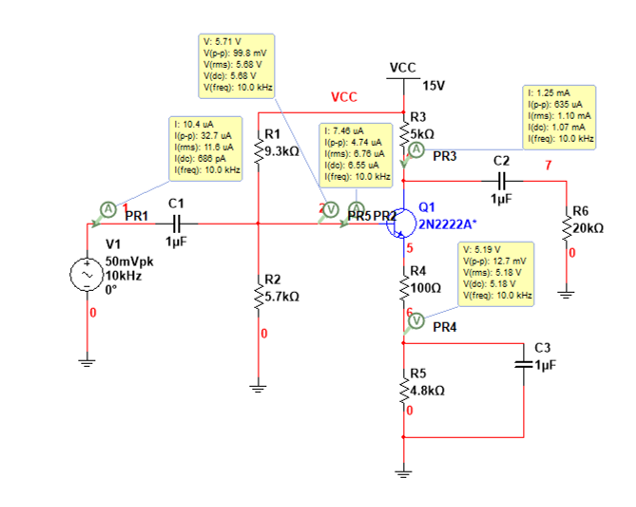 V: 5.71 V
V(p-p): 99.8 mV
V(rms): 5.68 V
V(dc): 5.68 V
V(freq): 10.0 kHz
VCC
15V
VCC
I: 1.25 mA
I(p-p): 635 uA
I(rms): 1.10 mA
I(dc): 1.07 mA
I(freq): 10.0 kHz
I: 10.4 uA
I(p-p): 32.7 uA
I(rms): 11.6 uA
I(dc): 686 pA
I(freq): 10.0 kHz
R1
9.3kΩ
I: 7.46 uA
I(p-p): 4.74 uA
I(rms): 6.76 uA
I(dc): 6.55 uA
I(freq): 10.0 kHz
R3
5kΩ
A
PR3
C2
1µF
7
A
1
PR1
C1
1µF
2
V
A
PR5
PR2
Q1
2N2222A*
R6
20kΩ
0
V1
50mVpk
10kHz
0°
0
R2
5.7kΩ
0
5
R4
100Ω
V: 5.19 V
V(p-p): 12.7 mV
V(rms): 5.18 V
V(dc): 5.18 V
V(freq): 10.0 kHz
6
V
PR4
C3
1µF
R5
4.8kΩ
0